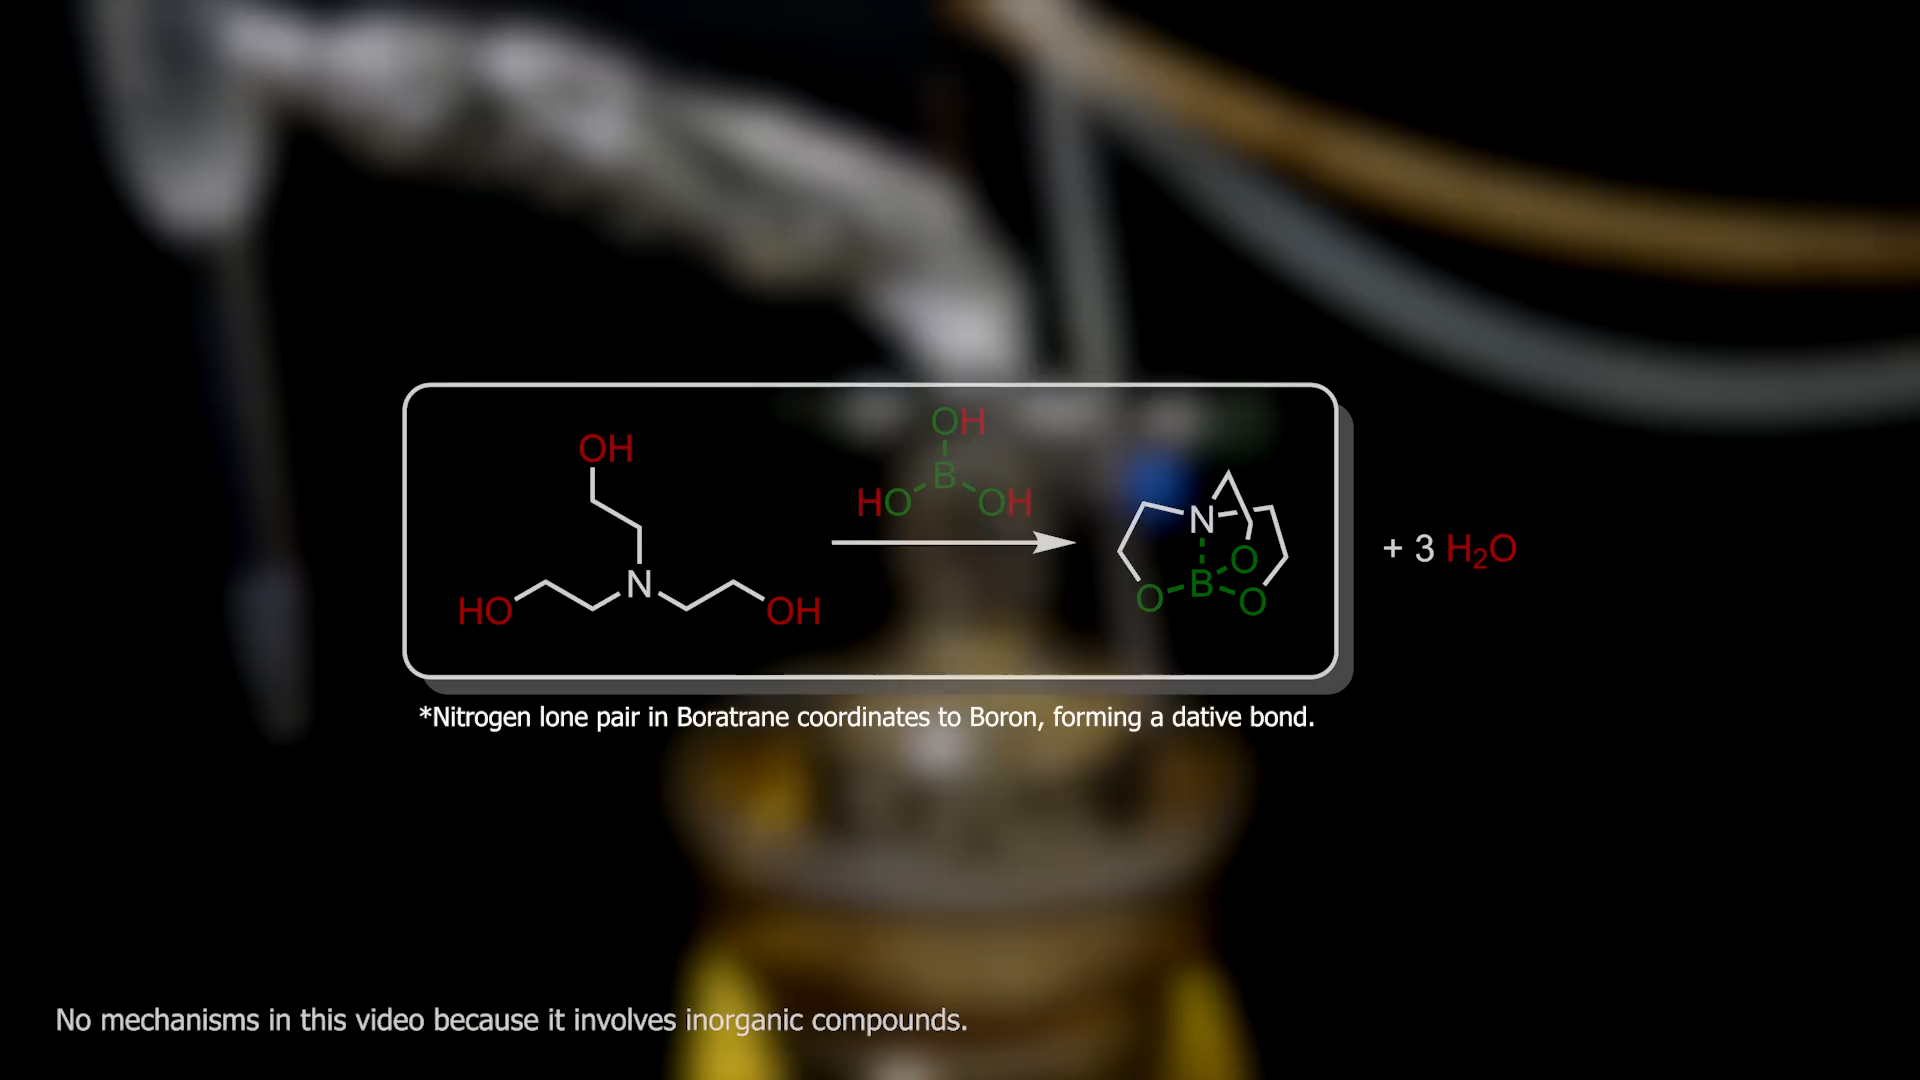 OH
B
HO OH
OH
N
HO OH
N
O
B
O O
+ 3 H₂O
*Nitrogen lone pair in Boratrane coordinates to Boron, forming a dative bond.
No mechanisms in this video because it involves inorganic compounds.